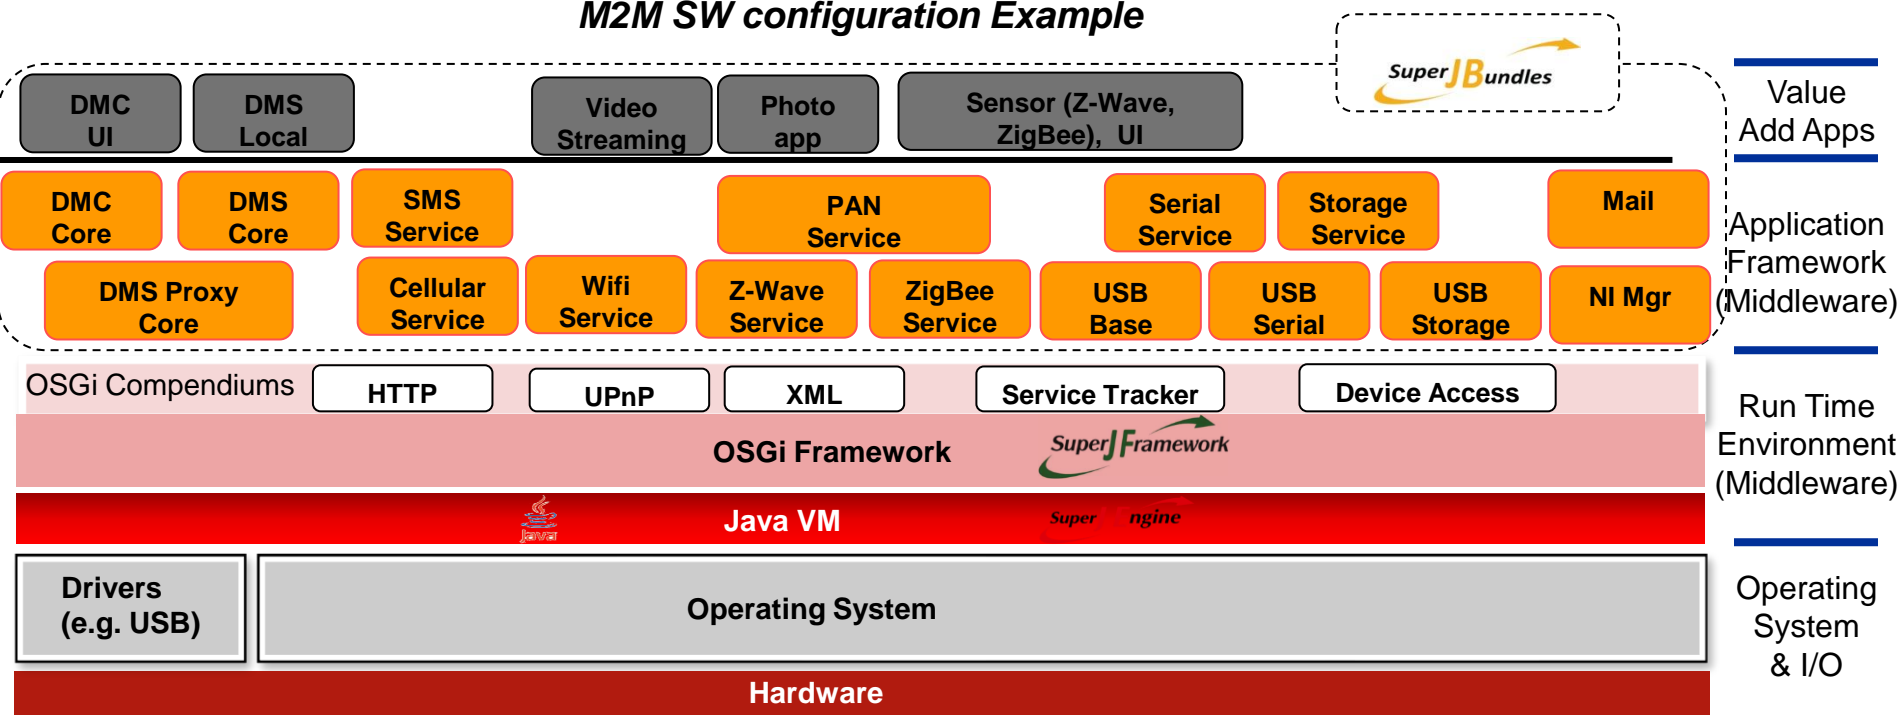 M2M SW configuration Example
SuperJBundles
DMC
UI
DMS
Local
Video
Streaming
Photo
app
Sensor (Z-Wave,
ZigBee), UI
Value
Add Apps
DMC
Core
DMS
Core
SMS
Service
PAN
Service
Serial
Service
Storage
Service
Mail
DMS Proxy
Core
Cellular
Service
Wifi
Service
Z-Wave
Service
ZigBee
Service
USB
Base
USB
Serial
USB
Storage
NI Mgr
Application
Framework
(Middleware)
OSGi Compendiums
HTTP
UPnP
XML
Service Tracker
Device Access
OSGi Framework
SuperJFramework
Java
Java VM
Super
ngine
Run Time
Environment
(Middleware)
Drivers
(e.g. USB)
Operating System
Operating
System
& I/O
Hardware